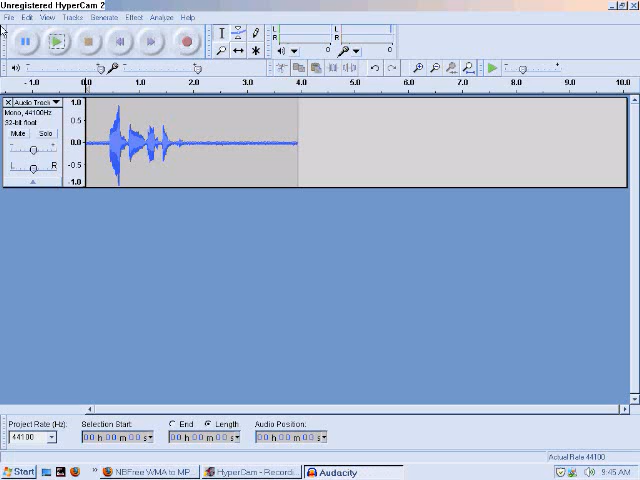 Unregistered HyperCam 2
File Edit View Tracks Generate Effect Analyze Help
L
R
0
L
R
0
- 1.0 0.0 1.0 2.0 3.0 4.0 5.0 6.0 7.0 8.0 9.0 10.0
Audio Track
Mono, 44100Hz
32-bit float
Mute Solo
- +
L R
1.0
0.5
0.0
-0.5
-1.0
Project Rate (Hz): Selection Start: End Length Audio Position:
44100 00 h 00 m 00 s 00 h 00 m 00 s 00 h 00 m 00 s
Actual Rate 44100
Start » NBFree WMA to MP... HyperCam - Recordi... Audacity « 9:45 AM